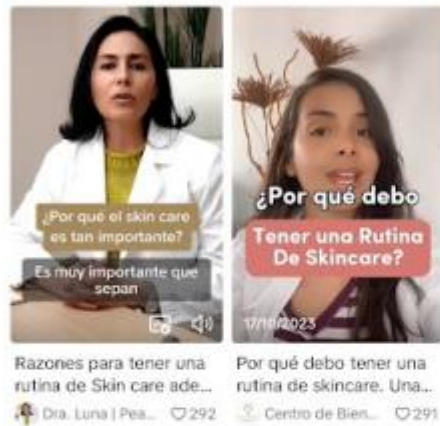 ¿Por qué el skin care
es tan importante?
Es muy importante que
sepan
Razones para tener una
rutina de Skin care ade...
Dra. Luna | Pea...
292
¿Por qué debo
Tener una Rutina
De Skincare?
17/10/2023
Por qué debo tener una
rutina de skincare. Una...
Centro de Bien...
291